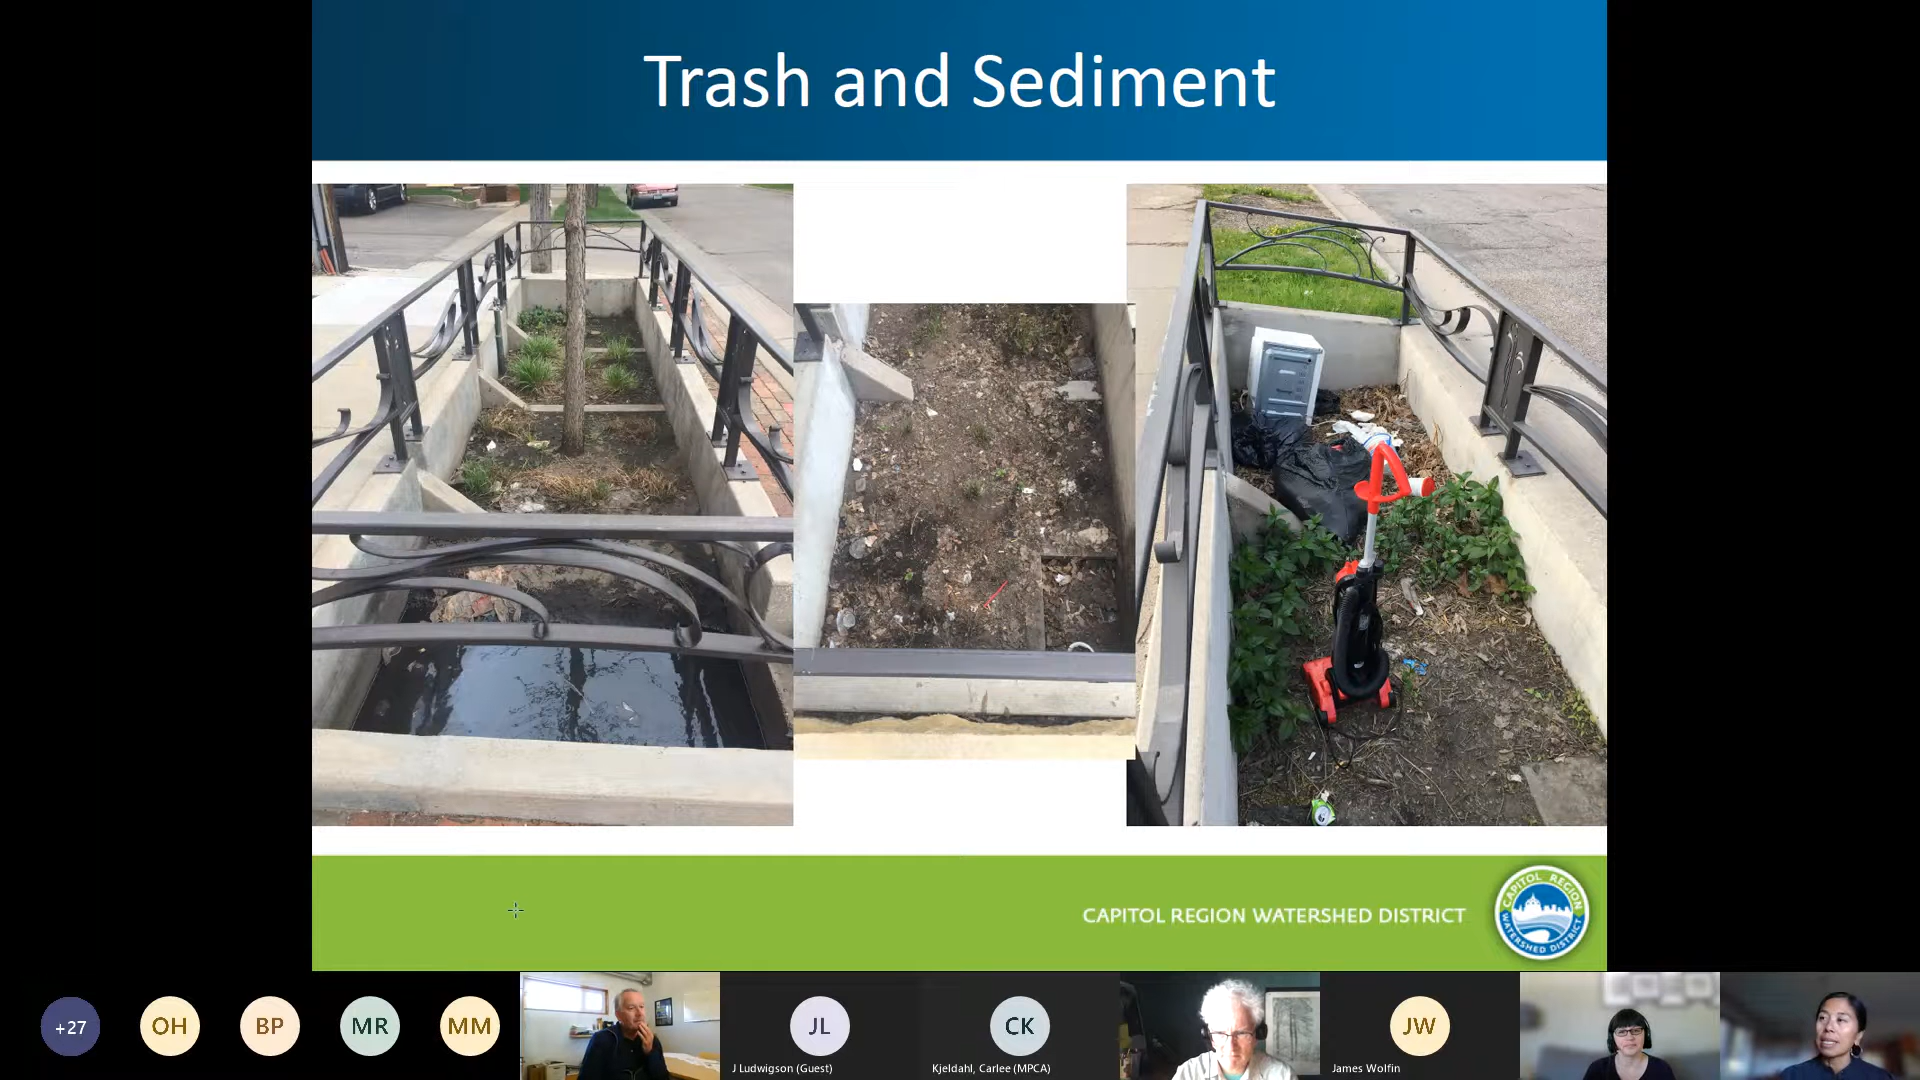 Trash and Sediment
CAPITOL REGION WATERSHED DISTRICT
CAPITOL REGION
WATERSHED DISTRICT
+27
OH
BP
MR
MM
JL
J Ludwigson (Guest)
CK
Kjeldahl, Carlee (MPCA)
JW
James Wolfin